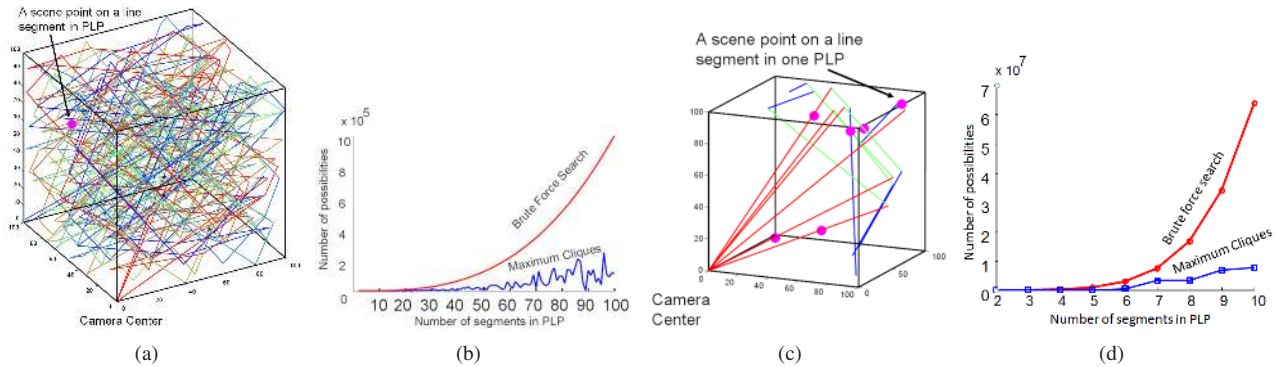 A scene point on a line
segment in PLP
100
Camera Center
(a)
x 10^5
10
8
6
4
2
0
Number of possibilities
Brute Force Search
Maximum Cliques
10 20 30 40 50 60 70 80 90 100
Number of segments in PLP
(b)
A scene point on a line
segment in one PLP
100
80
60
40
20
0
0 20 40 60 80 100
0
50
100
Camera
Center
(c)
x 10^7
7
6
5
4
3
2
1
0
Number of possibilities
Brute force search
Maximum Cliques
2 3 4 5 6 7 8 9 10
Number of segments in PLP
(d)